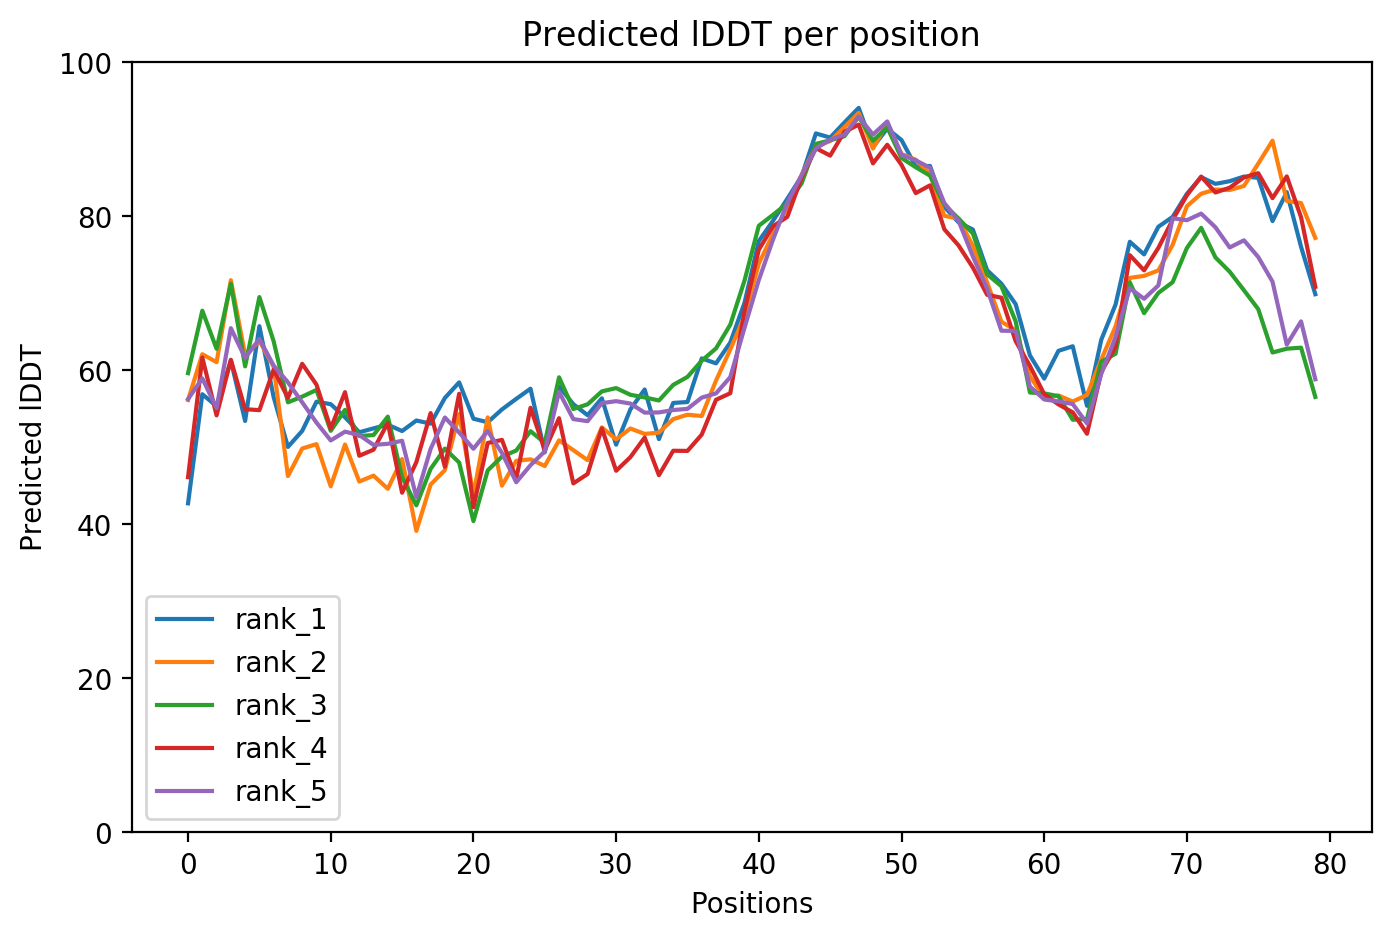 Predicted lDDT per position
100
80
60
40
20
0
Predicted lDDT
rank_1
rank_2
rank_3
rank_4
rank_5
0 10 20 30 40 50 60 70 80
Positions